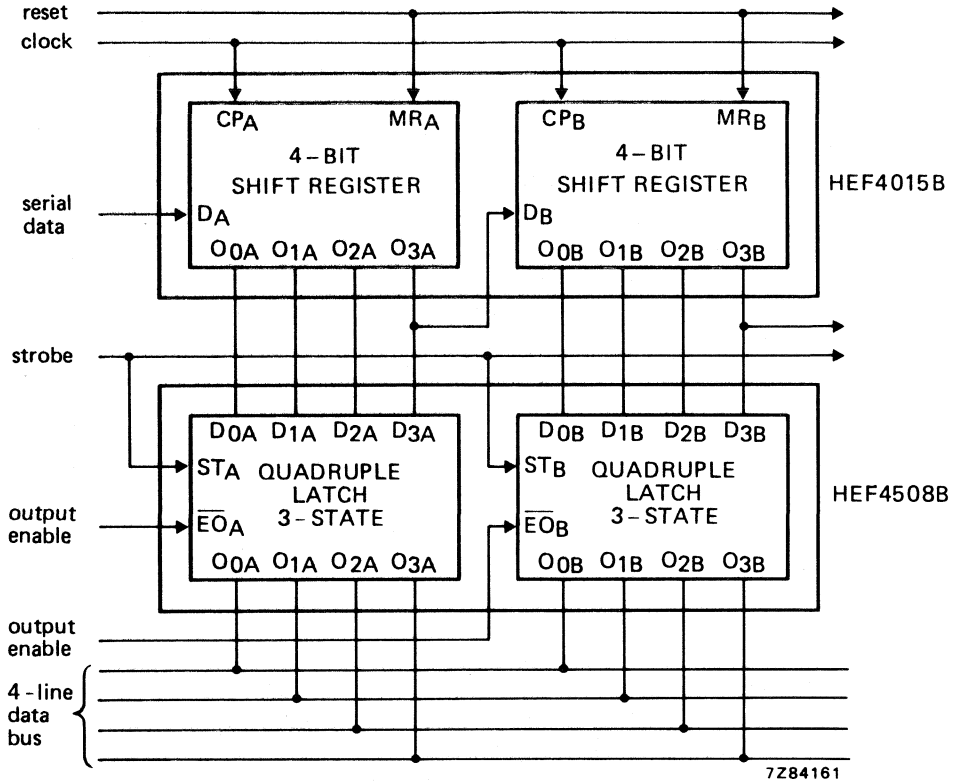 reset
clock
CPA MRA
4-BIT
SHIFT REGISTER
CPB MRB
4-BIT
SHIFT REGISTER
HEF4015B
serial
data
DA
O0A O1A O2A O3A
DB
O0B O1B O2B O3B
strobe
D0A D1A D2A D3A
STA
QUADRUPLE
LATCH
3-STATE
D0B D1B D2B D3B
STB
QUADRUPLE
LATCH
3-STATE
HEF4508B
output
enable
E̅O̅A
O0A O1A O2A O3A
E̅O̅B
O0B O1B O2B O3B
output
enable
4-line
data
bus
7Z84161